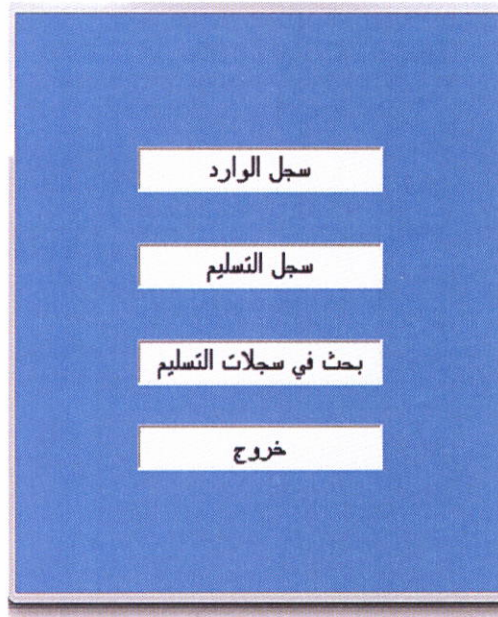 سجل الوارد
سجل التسليم
بحث في سجلات التسليم
خروج